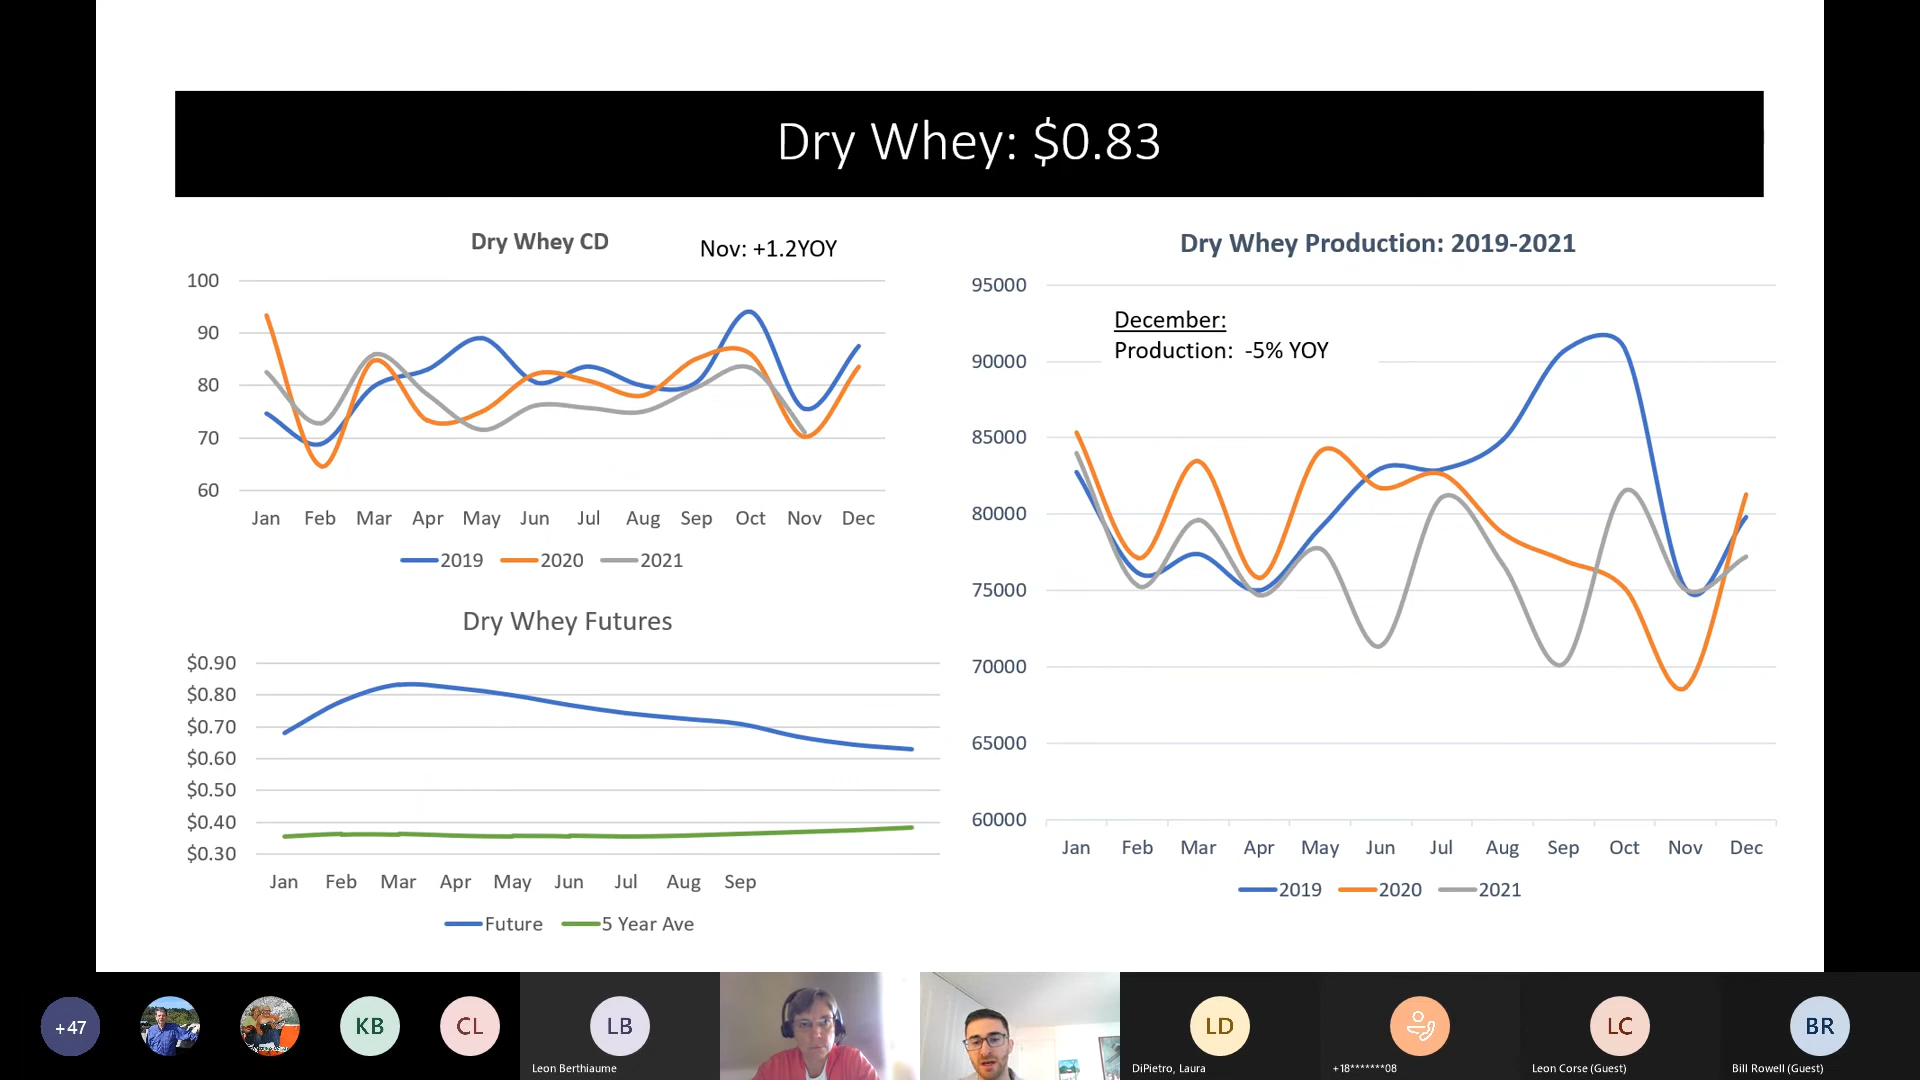 Dry Whey: $0.83
Dry Whey CD
Nov: +1.2YOY
100
90
80
70
60
Jan Feb Mar Apr May Jun Jul Aug Sep Oct Nov Dec
2019 2020 2021
Dry Whey Futures
$0.90
$0.80
$0.70
$0.60
$0.50
$0.40
$0.30
Jan Feb Mar Apr May Jun Jul Aug Sep
Future 5 Year Ave
Dry Whey Production: 2019-2021
December:
Production: -5% YOY
95000
90000
85000
80000
75000
70000
65000
60000
Jan Feb Mar Apr May Jun Jul Aug Sep Oct Nov Dec
2019 2020 2021
+47
KB
CL
LB
Leon Berthiaume
LD
DiPietro, Laura
+18*******08
LC
Leon Corse (Guest)
BR
Bill Rowell (Guest)